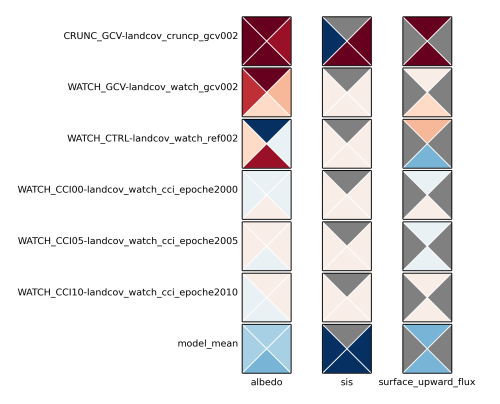 CRUNC_GCV-landcov_cruncp_gcv002
WATCH_GCV-landcov_watch_gcv002
WATCH_CTRL-landcov_watch_ref002
WATCH_CCI00-landcov_watch_cci_epoche2000
WATCH_CCI05-landcov_watch_cci_epoche2005
WATCH_CCI10-landcov_watch_cci_epoche2010
model_mean
albedo sis surface_upward_flux